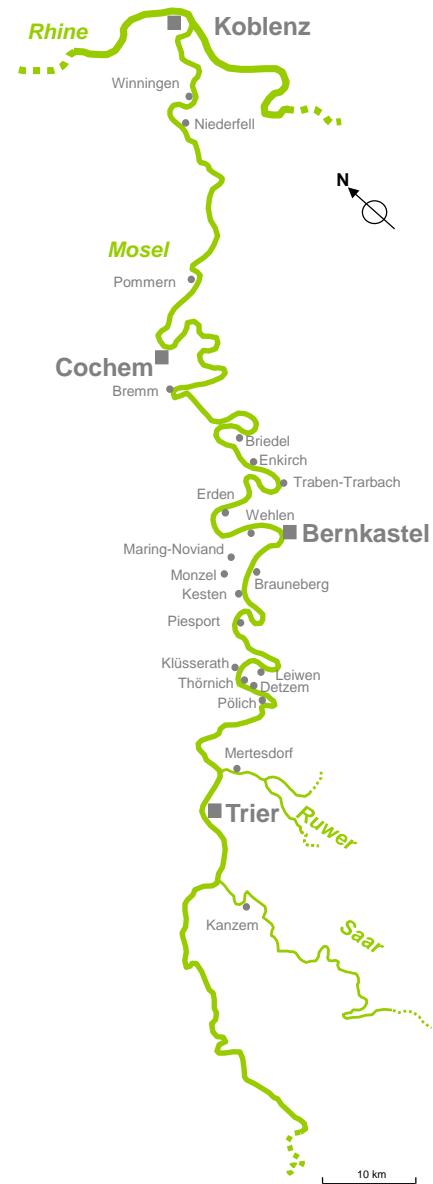 Koblenz
Rhine
Winningen
Niederfell
N
Mosel
Pommern
Cochem
Bremm
Briedel
Enkirch
Traben-Trarbach
Erden
Wehlen
Bernkastel
Maring-Noviand
Monzel
Brauneberg
Kesten
Piesport
Klüsserath
Leiwen
Thörnich
Detzem
Pölich
Mertesdorf
Trier
Ruwer
Kanzem
Saar
10 km